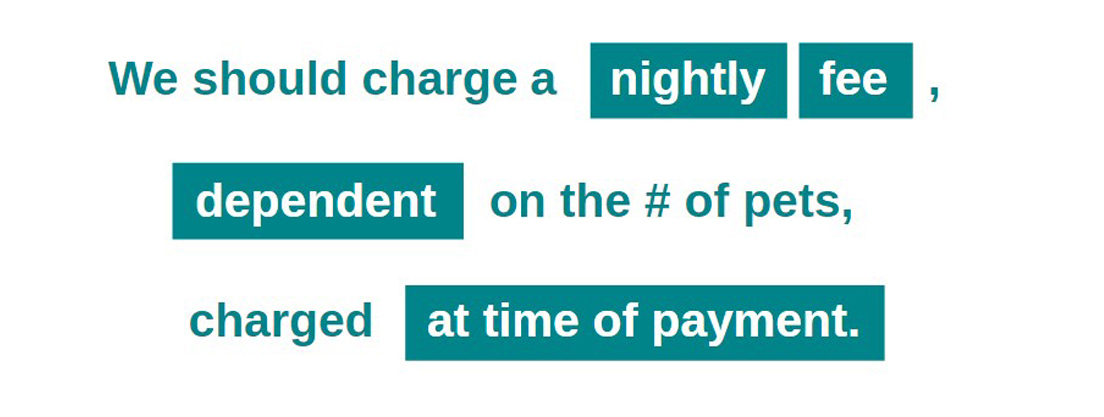 We should charge a nightly fee ,
dependent on the # of pets,
charged at time of payment.